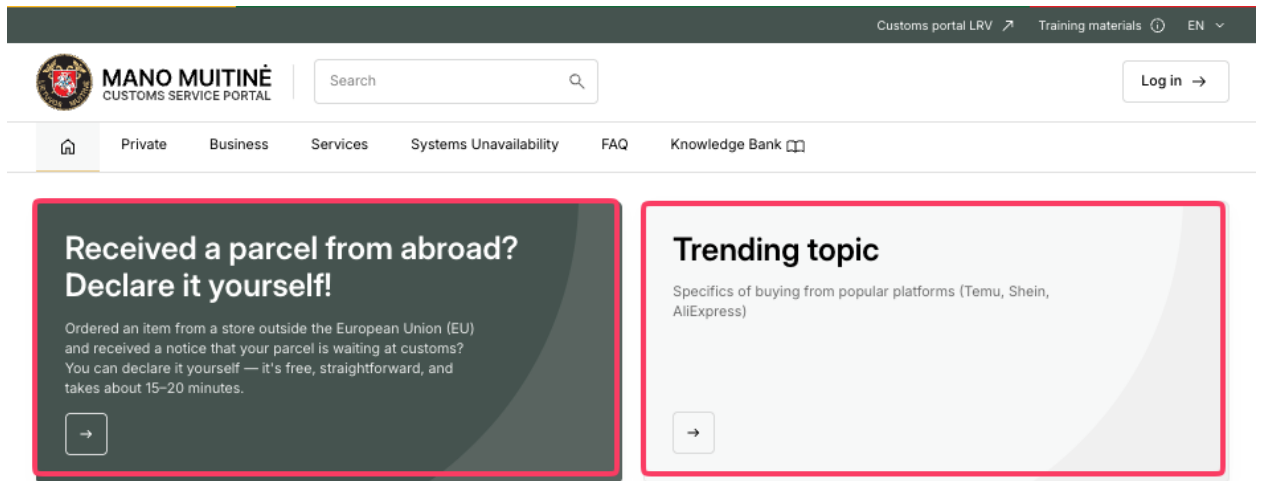 Customs portal LRV Training materials EN
MANO MUITINĖ
CUSTOMS SERVICE PORTAL
Search
Log in
Private Business Services Systems Unavailability FAQ Knowledge Bank
Received a parcel from abroad?
Declare it yourself!
Ordered an item from a store outside the European Union (EU)
and received a notice that your parcel is waiting at customs?
You can declare it yourself — it's free, straightforward, and
takes about 15–20 minutes.
Trending topic
Specifics of buying from popular platforms (Temu, Shein,
AliExpress)